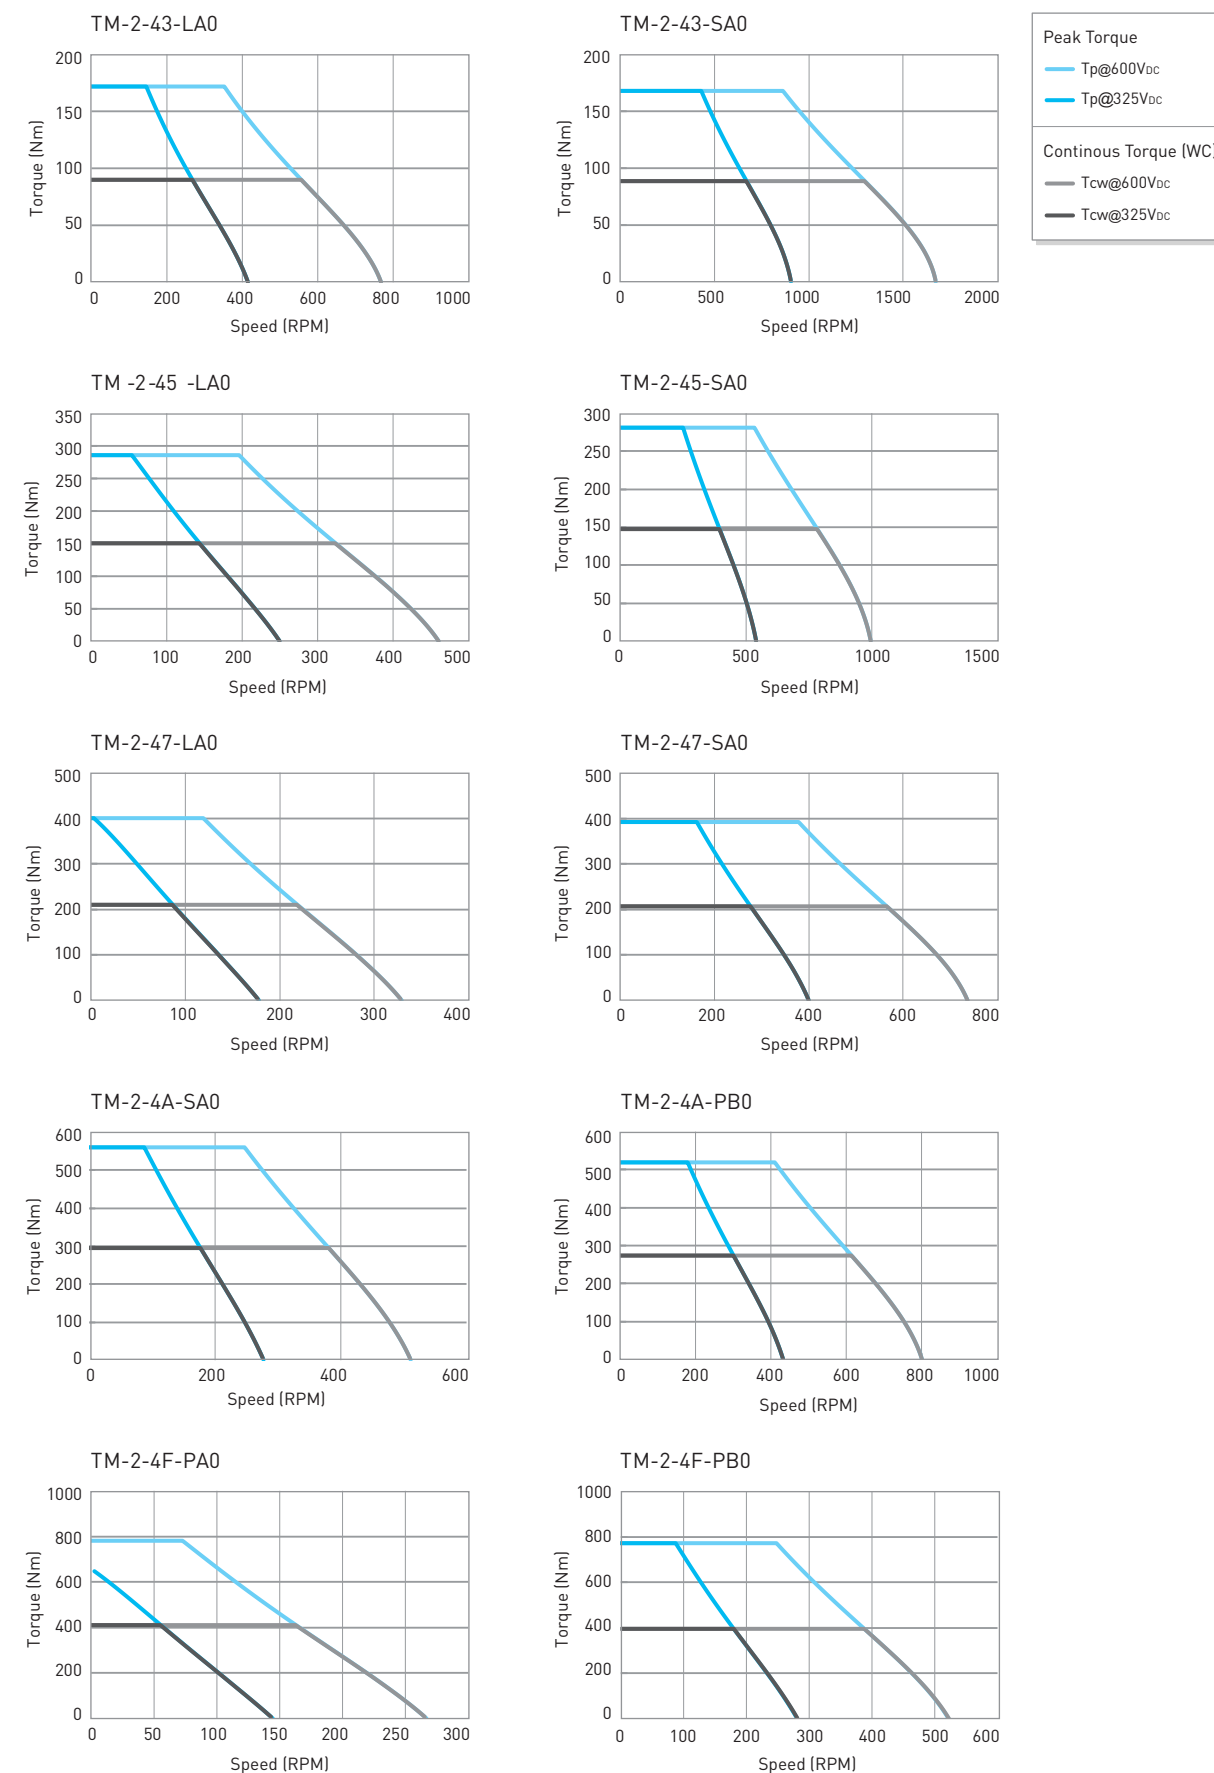 TM-2-43-LA0
200
150
100
50
0
Torque (Nm)
0 200 400 600 800 1000
Speed (RPM)
TM-2-43-SA0
200
150
100
50
0
Torque (Nm)
0 500 1000 1500 2000
Speed (RPM)
Peak Torque
Tp@600VDC
Tp@325VDC
Continous Torque (WC)
Tcw@600VDC
Tcw@325VDC
TM -2-45 -LA0
350
300
250
200
150
100
50
0
Torque (Nm)
0 100 200 300 400 500
Speed (RPM)
TM-2-45-SA0
300
250
200
150
100
50
0
Torque (Nm)
0 500 1000 1500
Speed (RPM)
TM-2-47-LA0
500
400
300
200
100
0
Torque (Nm)
0 100 200 300 400
Speed (RPM)
TM-2-47-SA0
500
400
300
200
100
0
Torque (Nm)
0 200 400 600 800
Speed (RPM)
TM-2-4A-SA0
600
500
400
300
200
100
0
Torque (Nm)
0 200 400 600
Speed (RPM)
TM-2-4A-PB0
600
500
400
300
200
100
0
Torque (Nm)
0 200 400 600 800 1000
Speed (RPM)
TM-2-4F-PA0
1000
800
600
400
200
0
Torque (Nm)
0 50 100 150 200 250 300
Speed (RPM)
TM-2-4F-PB0
1000
800
600
400
200
0
Torque (Nm)
0 100 200 300 400 500 600
Speed (RPM)